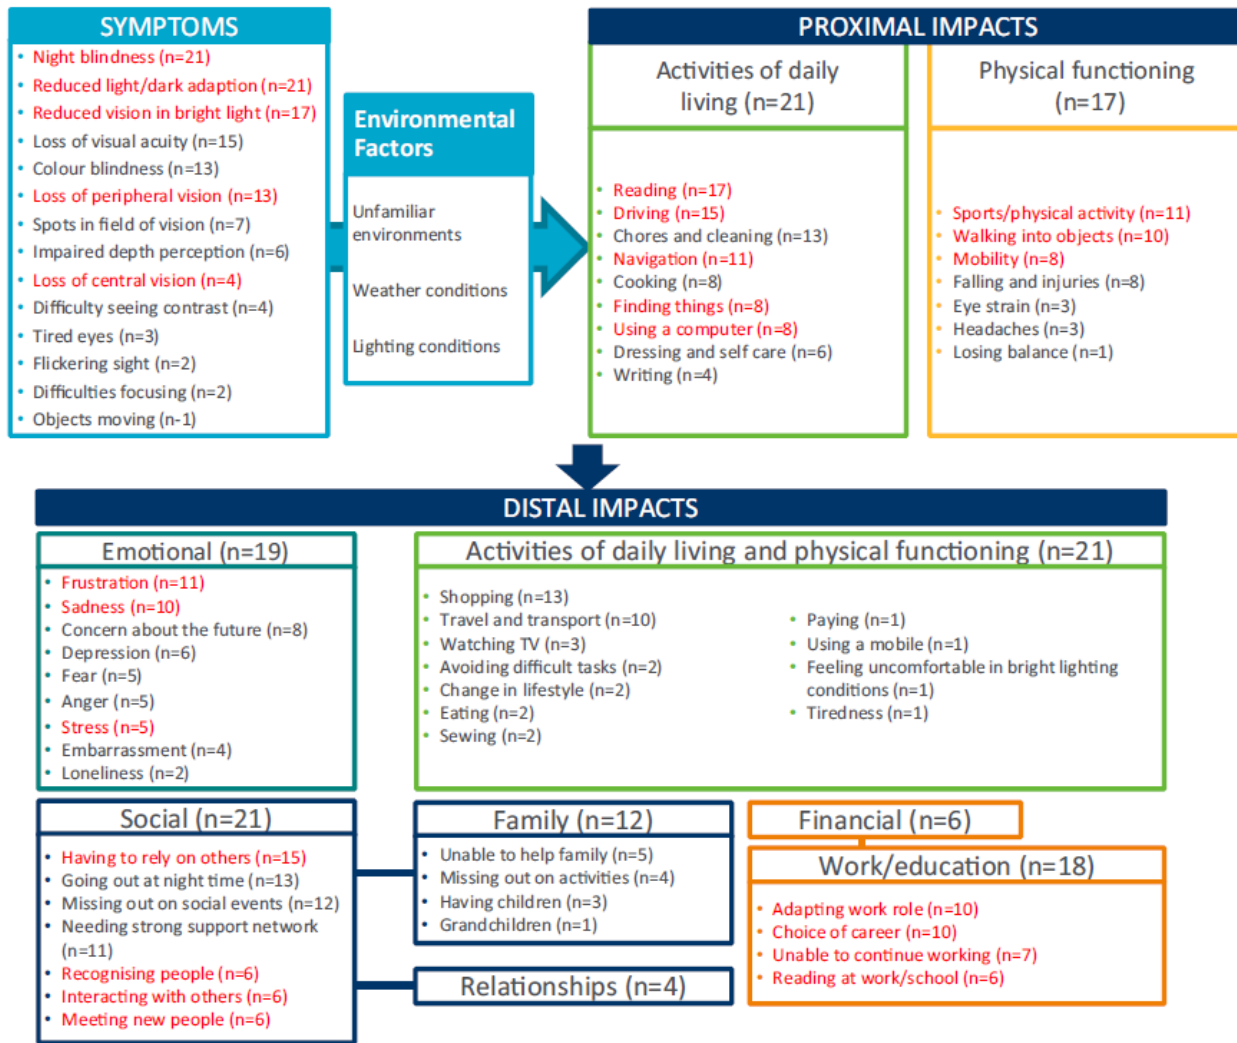 SYMPTOMS
• Night blindness (n=21)
• Reduced light/dark adaption (n=21)
• Reduced vision in bright light (n=17)
• Loss of visual acuity (n=15)
• Colour blindness (n=13)
• Loss of peripheral vision (n=13)
• Spots in field of vision (n=7)
• Impaired depth perception (n=6)
• Loss of central vision (n=4)
• Difficulty seeing contrast (n=4)
• Tired eyes (n=3)
• Flickering sight (n=2)
• Difficulties focusing (n=2)
• Objects moving (n-1)
Environmental
Factors
Unfamiliar
environments
Weather conditions
Lighting conditions
PROXIMAL IMPACTS
Activities of daily
living (n=21)
• Reading (n=17)
• Driving (n=15)
• Chores and cleaning (n=13)
• Navigation (n=11)
• Cooking (n=8)
• Finding things (n=8)
• Using a computer (n=8)
• Dressing and self care (n=6)
• Writing (n=4)
Physical functioning
(n=17)
• Sports/physical activity (n=11)
• Walking into objects (n=10)
• Mobility (n=8)
• Falling and injuries (n=8)
• Eye strain (n=3)
• Headaches (n=3)
• Losing balance (n=1)
DISTAL IMPACTS
Emotional (n=19)
• Frustration (n=11)
• Sadness (n=10)
• Concern about the future (n=8)
• Depression (n=6)
• Fear (n=5)
• Anger (n=5)
• Stress (n=5)
• Embarrassment (n=4)
• Loneliness (n=2)
Activities of daily living and physical functioning (n=21)
• Shopping (n=13)
• Travel and transport (n=10)
• Watching TV (n=3)
• Avoiding difficult tasks (n=2)
• Change in lifestyle (n=2)
• Eating (n=2)
• Sewing (n=2)
• Paying (n=1)
• Using a mobile (n=1)
• Feeling uncomfortable in bright lighting
conditions (n=1)
• Tiredness (n=1)
Social (n=21)
• Having to rely on others (n=15)
• Going out at night time (n=13)
• Missing out on social events (n=12)
• Needing strong support network
(n=11)
• Recognising people (n=6)
• Interacting with others (n=6)
• Meeting new people (n=6)
Family (n=12)
• Unable to help family (n=5)
• Missing out on activities (n=4)
• Having children (n=3)
• Grandchildren (n=1)
Relationships (n=4)
Financial (n=6)
Work/education (n=18)
• Adapting work role (n=10)
• Choice of career (n=10)
• Unable to continue working (n=7)
• Reading at work/school (n=6)